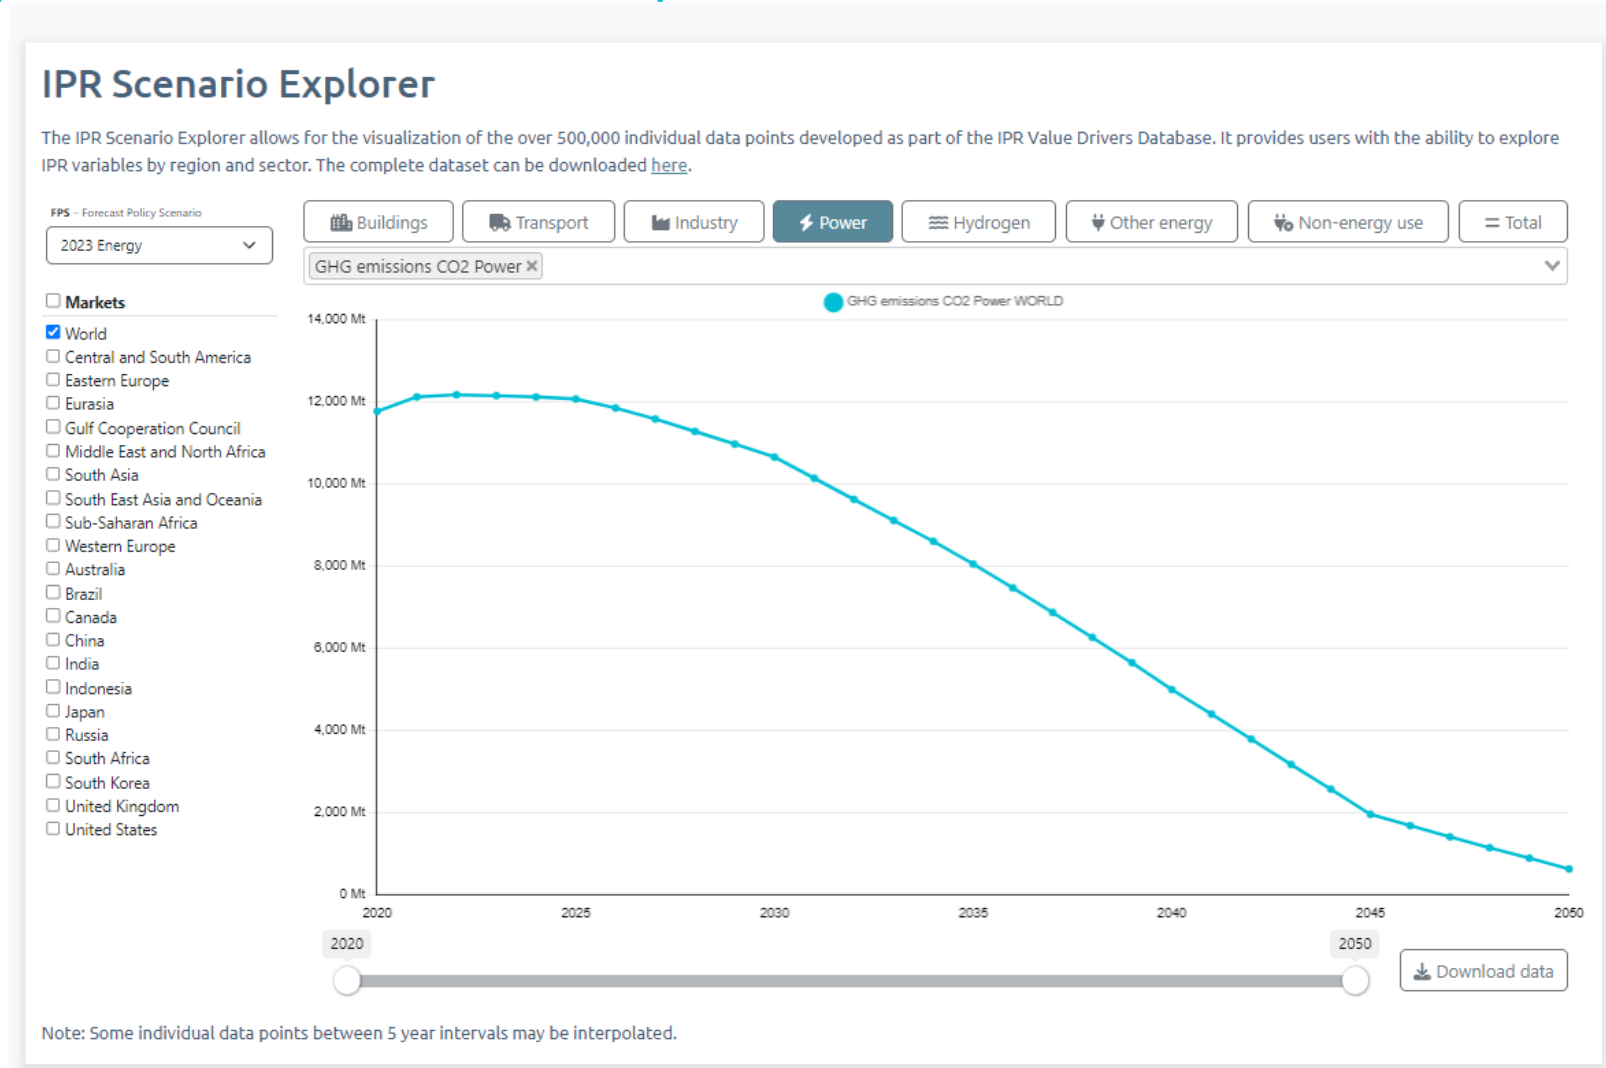 IPR Scenario Explorer
The IPR Scenario Explorer allows for the visualization of the over 500,000 individual data points developed as part of the IPR Value Drivers Database. It provides users with the ability to explore
IPR variables by region and sector. The complete dataset can be downloaded here.
FPS – Forecast Policy Scenario
2023 Energy
Buildings
Transport
Industry
Power
Hydrogen
Other energy
Non-energy use
Total
GHG emissions CO2 Power
Markets
World
Central and South America
Eastern Europe
Eurasia
Gulf Cooperation Council
Middle East and North Africa
South Asia
South East Asia and Oceania
Sub-Saharan Africa
Western Europe
Australia
Brazil
Canada
China
India
Indonesia
Japan
Russia
South Africa
South Korea
United Kingdom
United States
GHG emissions CO2 Power WORLD
14,000 Mt
12,000 Mt
10,000 Mt
8,000 Mt
6,000 Mt
4,000 Mt
2,000 Mt
0 Mt
2020 2025 2030 2035 2040 2045 2050
2020
2050
Download data
Note: Some individual data points between 5 year intervals may be interpolated.